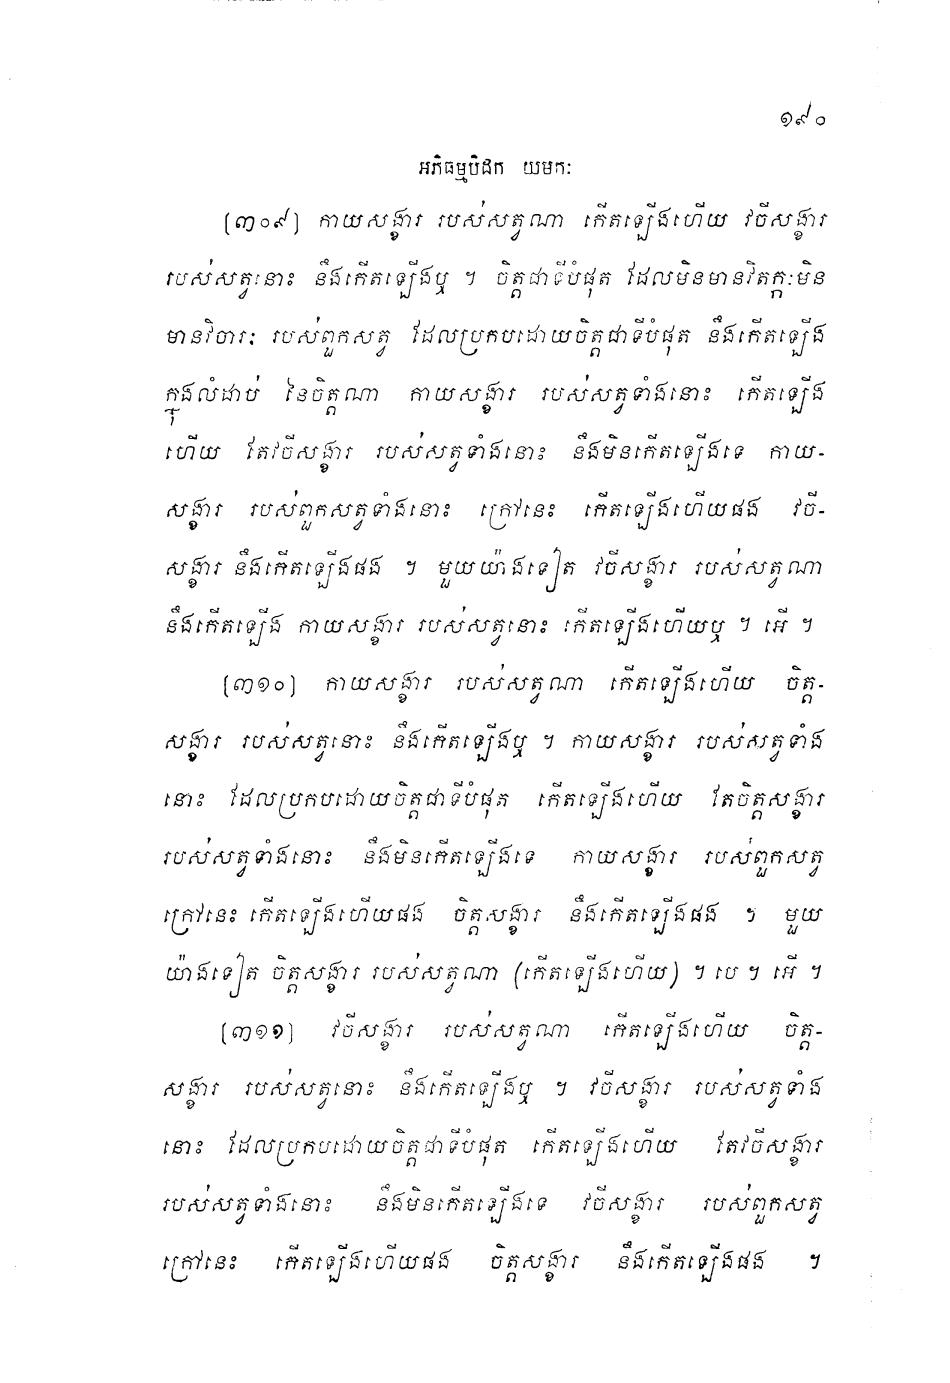 ១៩០
អភិធម្មបិដក យមកៈ
[៣០៩] កាយសង្ខារ របស់សត្វណា កើតឡើងហើយ វចីសង្ខារ
របស់សត្វនោះ នឹងកើតឡើងឬ ។ ចិត្តជាទីបំផុត ដែលមិនមានវិតក្កៈមិន
មានវិចារៈ របស់ពួកសត្វ ដែលប្រកបដោយចិត្តជាទីបំផុត នឹងកើតឡើង
ក្នុងលំដាប់ នៃចិត្តណា កាយសង្ខារ របស់សត្វទាំងនោះ កើតឡើង
ហើយ តែវចីសង្ខារ របស់សត្វទាំងនោះ នឹងមិនកើតឡើងទេ កាយ-
សង្ខារ របស់ពួកសត្វទាំងនោះ ក្រៅនេះ កើតឡើងហើយផង វចី-
សង្ខារ នឹងកើតឡើងផង ។ មួយយ៉ាងទៀត វចីសង្ខារ របស់សត្វណា
នឹងកើតឡើង កាយសង្ខារ របស់សត្វនោះ កើតឡើងហើយឬ ។ អើ ។
[៣១០] កាយសង្ខារ របស់សត្វណា កើតឡើងហើយ ចិត្ត-
សង្ខារ របស់សត្វនោះ នឹងកើតឡើងឬ ។ កាយសង្ខារ របស់សត្វទាំង
នោះ ដែលប្រកបដោយចិត្តជាទីបំផុត កើតឡើងហើយ តែចិត្តសង្ខារ
របស់សត្វទាំងនោះ នឹងមិនកើតឡើងទេ កាយសង្ខារ របស់ពួកសត្វ
ក្រៅនេះ កើតឡើងហើយផង ចិត្តសង្ខារ នឹងកើតឡើងផង ។ មួយ
យ៉ាងទៀត ចិត្តសង្ខារ របស់សត្វណា (កើតឡើងហើយ) ។ បេ ។ អើ ។
[៣១១] វចីសង្ខារ របស់សត្វណា កើតឡើងហើយ ចិត្ត-
សង្ខារ របស់សត្វនោះ នឹងកើតឡើងឬ ។ វចីសង្ខារ របស់សត្វទាំង
នោះ ដែលប្រកបដោយចិត្តជាទីបំផុត កើតឡើងហើយ តែវចីសង្ខារ
របស់សត្វទាំងនោះ នឹងមិនកើតឡើងទេ វចីសង្ខារ របស់ពួកសត្វ
ក្រៅនេះ កើតឡើងហើយផង ចិត្តសង្ខារ នឹងកើតឡើងផង ។